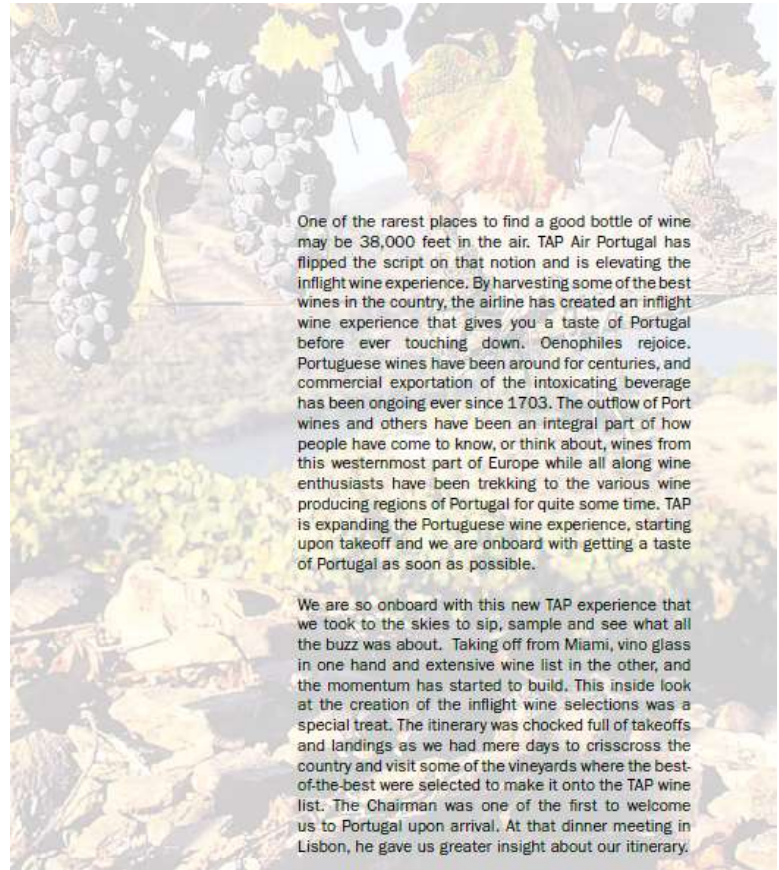 One of the rarest places to find a good bottle of wine
may be 38,000 feet in the air. TAP Air Portugal has
flipped the script on that notion and is elevating the
inflight wine experience. By harvesting some of the best
wines in the country, the airline has created an inflight
wine experience that gives you a taste of Portugal
before ever touching down. Oenophiles rejoice.
Portuguese wines have been around for centuries, and
commercial exportation of the intoxicating beverage
has been ongoing ever since 1703. The outflow of Port
wines and others have been an integral part of how
people have come to know, or think about, wines from
this westernmost part of Europe while all along wine
enthusiasts have been trekking to the various wine
producing regions of Portugal for quite some time. TAP
is expanding the Portuguese wine experience, starting
upon takeoff and we are onboard with getting a taste
of Portugal as soon as possible.
We are so onboard with this new TAP experience that
we took to the skies to sip, sample and see what all
the buzz was about. Taking off from Miami, vino glass
in one hand and extensive wine list in the other, and
the momentum has started to build. This inside look
at the creation of the inflight wine selections was a
special treat. The itinerary was chocked full of takeoffs
and landings as we had mere days to crisscross the
country and visit some of the vineyards where the best-
of-the-best were selected to make it onto the TAP wine
list. The Chairman was one of the first to welcome
us to Portugal upon arrival. At that dinner meeting in
Lisbon, he gave us greater insight about our itinerary.